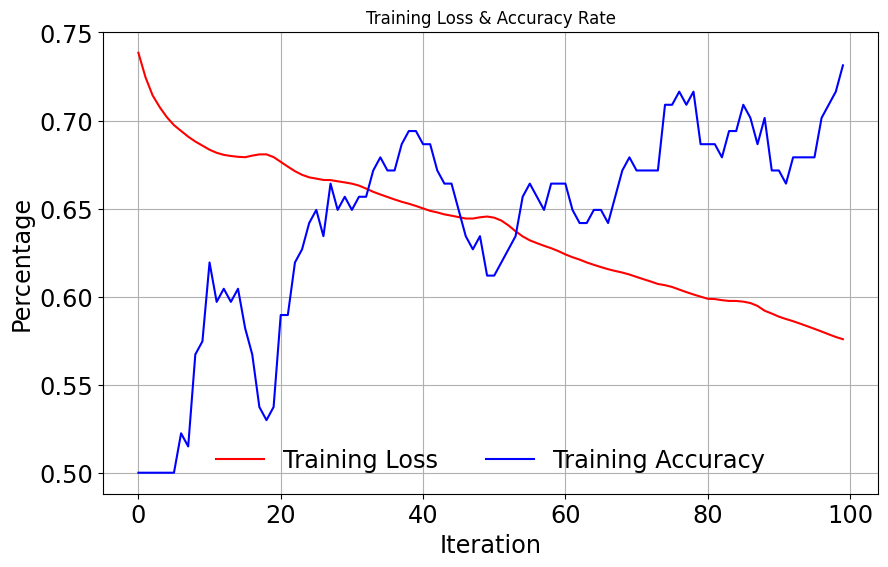 Training Loss & Accuracy Rate
0.75
0.70
0.65
0.60
0.55
0.50
Percentage
Training Loss
Training Accuracy
0 20 40 60 80 100
Iteration